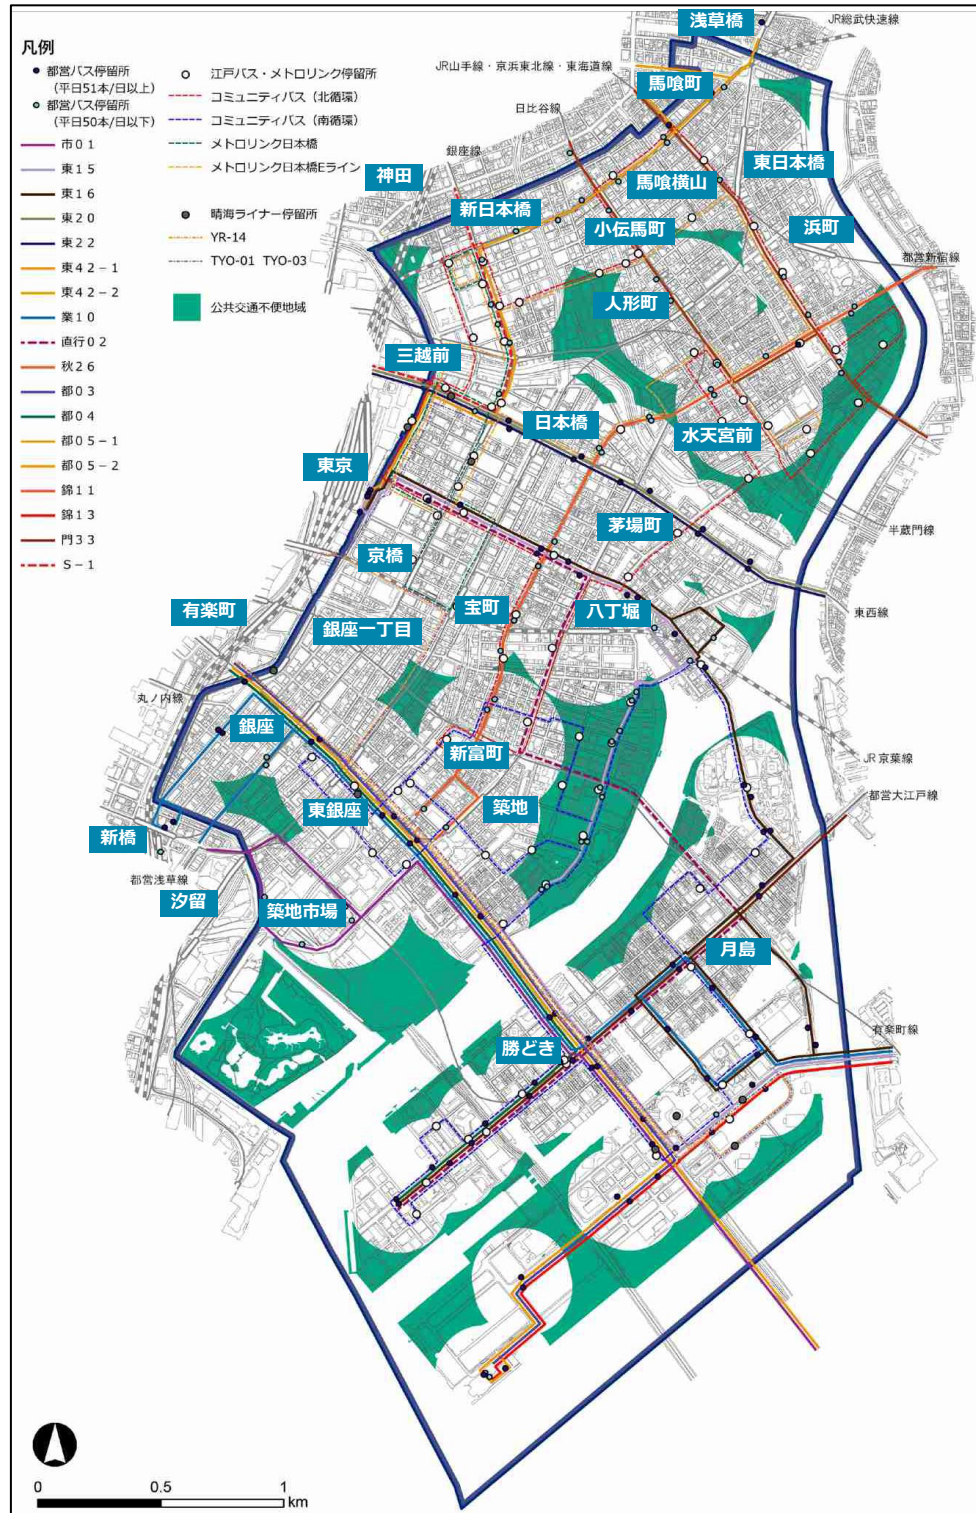 凡例
都営バス停留所
(平日51本/日以上)
都営バス停留所
(平日50本/日以下)
市01
東15
東16
東20
東22
東42-1
東42-2
業10
直行02
秋26
都03
都04
都05-1
都05-2
錦11
錦13
門33
S-1
江戸バス・メトロリンク停留所
コミュニティバス(北循環)
コミュニティバス(南循環)
メトロリンク日本橋
メトロリンク日本橋Eライン
晴海ライナー停留所
YR-14
TYO-01 TYO-03
公共交通不便地域
浅草橋
JR総武快速線
JR山手線・京浜東北線・東海道線
馬喰町
日比谷線
銀座線
東日本橋
神田
馬喰横山
新日本橋
小伝馬町
浜町
都営新宿線
人形町
三越前
日本橋
水天宮前
東京
茅場町
半蔵門線
京橋
宝町
八丁堀
東西線
有楽町
銀座一丁目
丸ノ内線
銀座
新富町
JR京葉線
都営大江戸線
東銀座
築地
新橋
都営浅草線
汐留
築地市場
月島
有楽町線
勝どき
0
0.5
1
km